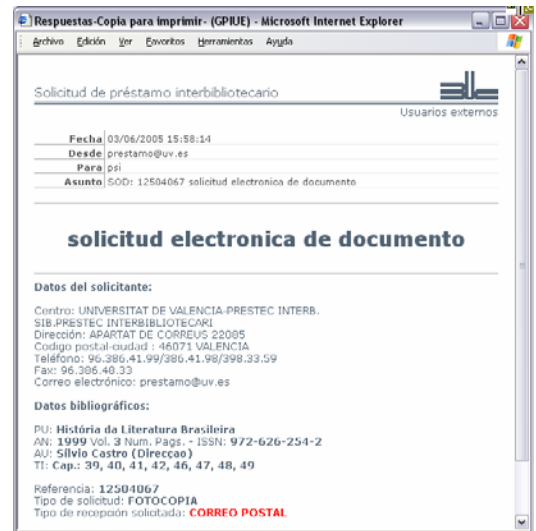 Respuestas-Copia para imprimir- (GPIUE) - Microsoft Internet Explorer
Archivo Edición Ver Favoritos Herramientas Ayuda
Solicitud de préstamo interbibliotecario
Usuarios externos
Fecha 03/06/2005 15:58:14
Desde prestamo@uv.es
Para psi
Asunto SOD: 12504067 solicitud electronica de documento
solicitud electronica de documento
Datos del solicitante:
Centro: UNIVERSITAT DE VALENCIA-PRESTEC INTERB.
SIB.PRESTEC INTERBIBLIOTECARI
Dirección: APARTAT DE CORREUS 22085
Codigo postal-ciudad : 46071 VALENCIA
Teléfono: 96.386.41.99/386.41.98/398.33.59
Fax: 96.386.48.33
Correo electrónico: prestamo@uv.es
Datos bibliográficos:
PU: História da Literatura Brasileira
AN: 1999 Vol. 3 Num. Pags. - ISSN: 972-626-254-2
AU: Sílvio Castro (Direcçao)
TI: Cap.: 39, 40, 41, 42, 46, 47, 48, 49
Referencia: 12504067
Tipo de solicitud: FOTOCOPIA
Tipo de recepción solicitada: CORREO POSTAL